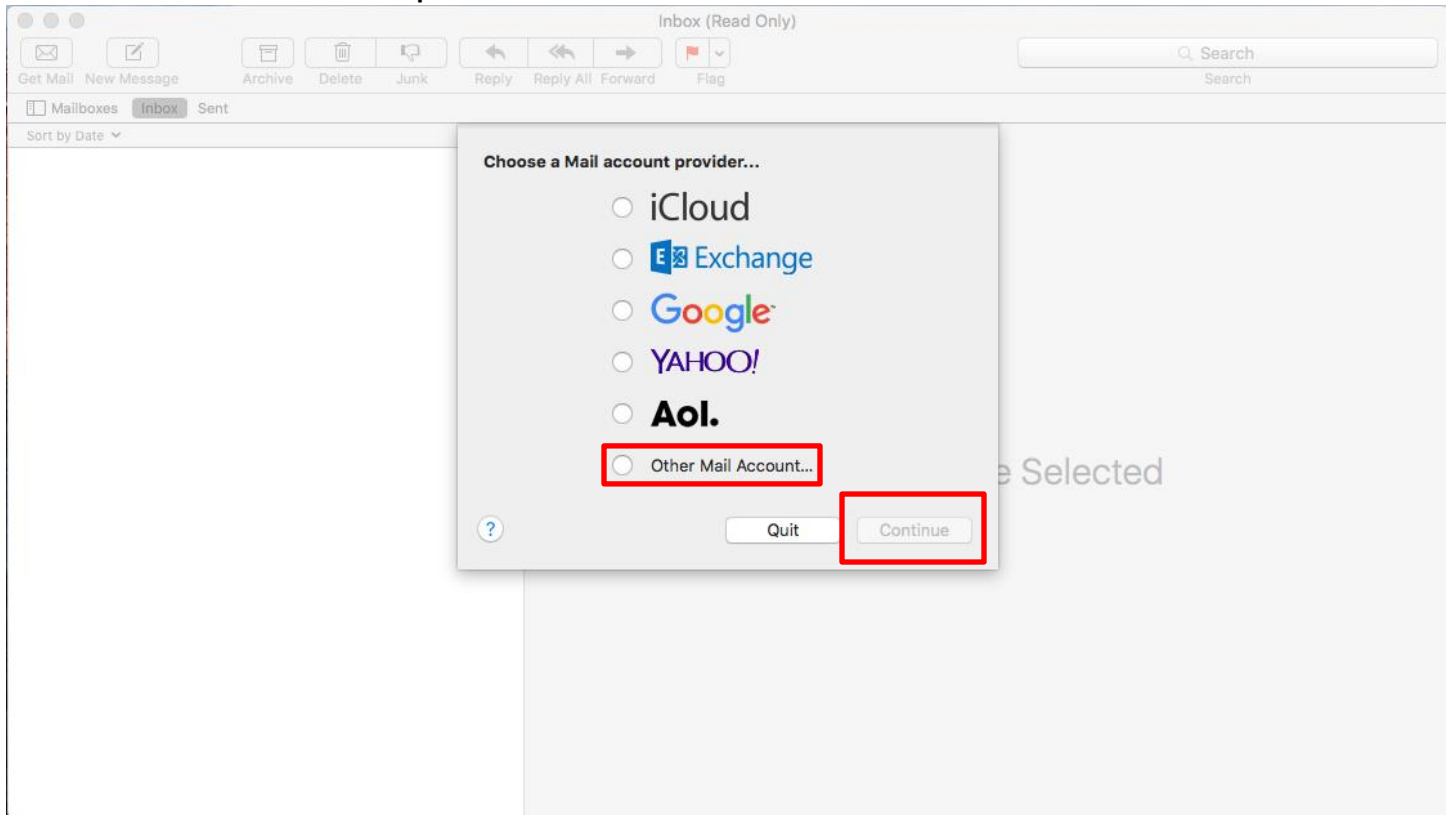 Inbox (Read Only)
Search
Get Mail New Message Archive Delete Junk Reply Reply All Forward Flag Search
Mailboxes Inbox Sent
Sort by Date
Choose a Mail account provider...
iCloud
E Exchange
Google
YAHOO!
Aol.
Other Mail Account...
Selected
? Quit Continue